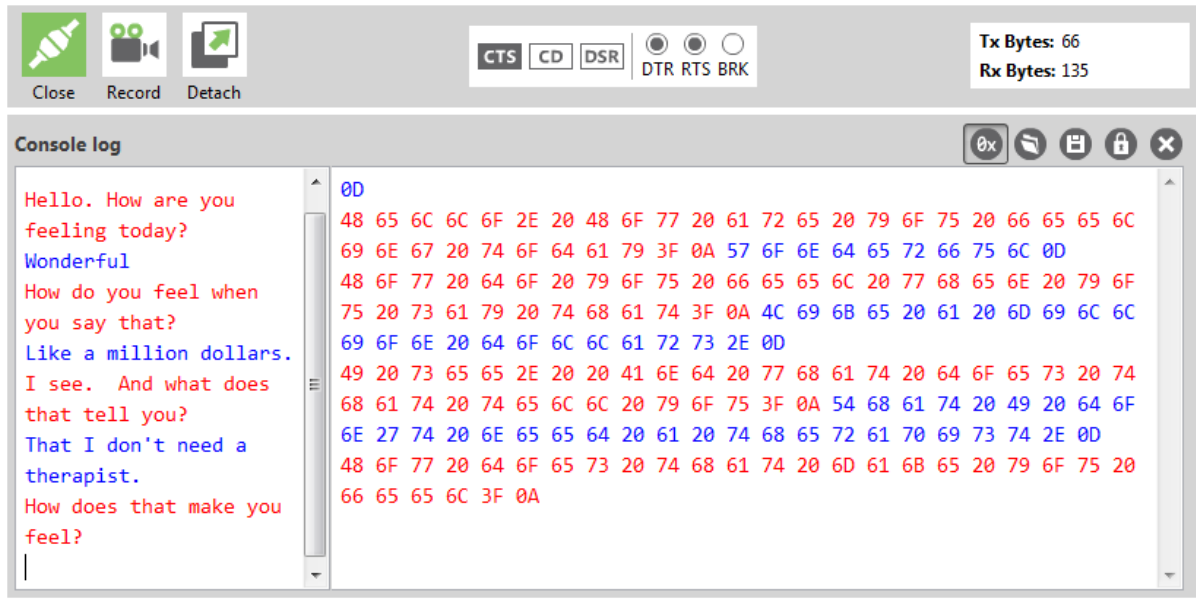 Close
Record
Detach
CTS CD DSR
DTR RTS BRK
Tx Bytes: 66
Rx Bytes: 135
Console log
0x
Hello. How are you
feeling today?
Wonderful
How do you feel when
you say that?
Like a million dollars.
I see.  And what does
that tell you?
That I don't need a
therapist.
How does that make you
feel?
0D
48 65 6C 6C 6F 2E 20 48 6F 77 20 61 72 65 20 79 6F 75 20 66 65 65 6C
69 6E 67 20 74 6F 64 61 79 3F 0A 57 6F 6E 64 65 72 66 75 6C 0D
48 6F 77 20 64 6F 20 79 6F 75 20 66 65 65 6C 20 77 68 65 6E 20 79 6F
75 20 73 61 79 20 74 68 61 74 3F 0A 4C 69 6B 65 20 61 20 6D 69 6C 6C
69 6F 6E 20 64 6F 6C 6C 61 72 73 2E 0D
49 20 73 65 65 2E 20 20 41 6E 64 20 77 68 61 74 20 64 6F 65 73 20 74
68 61 74 20 74 65 6C 6C 20 79 6F 75 3F 0A 54 68 61 74 20 49 20 64 6F
6E 27 74 20 6E 65 65 64 20 61 20 74 68 65 72 61 70 69 73 74 2E 0D
48 6F 77 20 64 6F 65 73 20 74 68 61 74 20 6D 61 6B 65 20 79 6F 75 20
66 65 65 6C 3F 0A